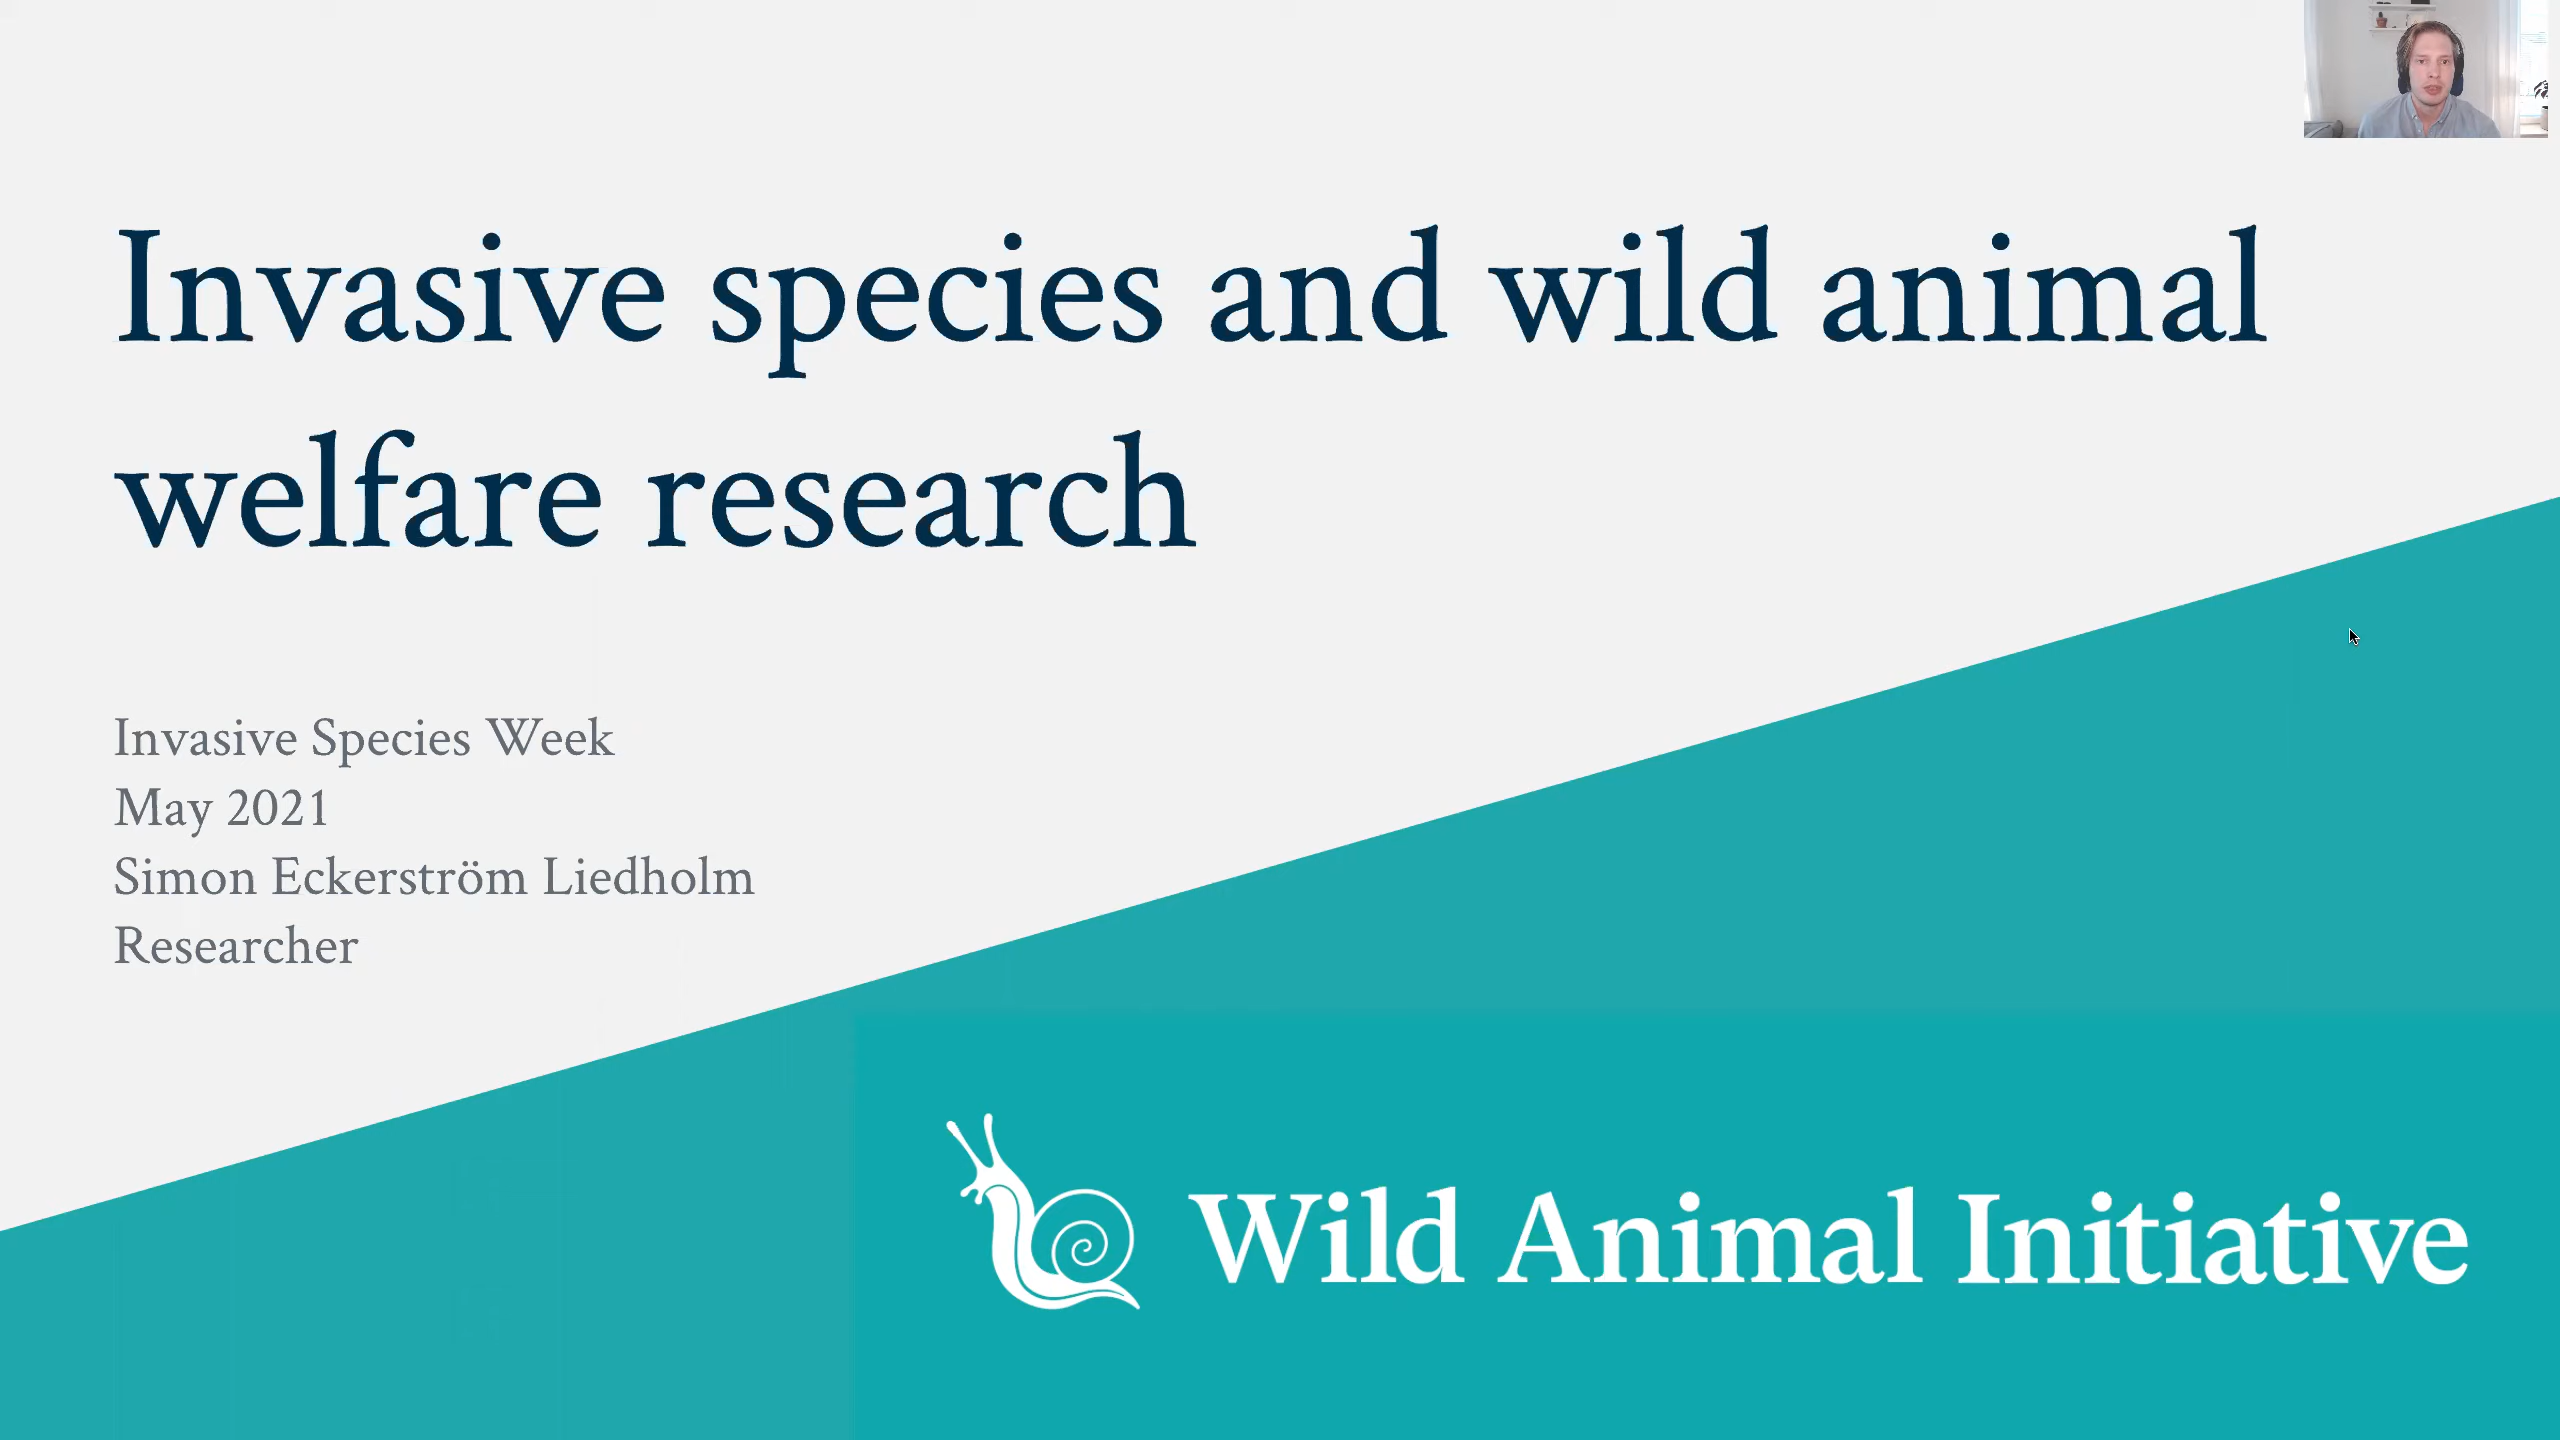 Invasive species and wild animal
welfare research
Invasive Species Week
May 2021
Simon Eckerström Liedholm
Researcher
Wild Animal Initiative